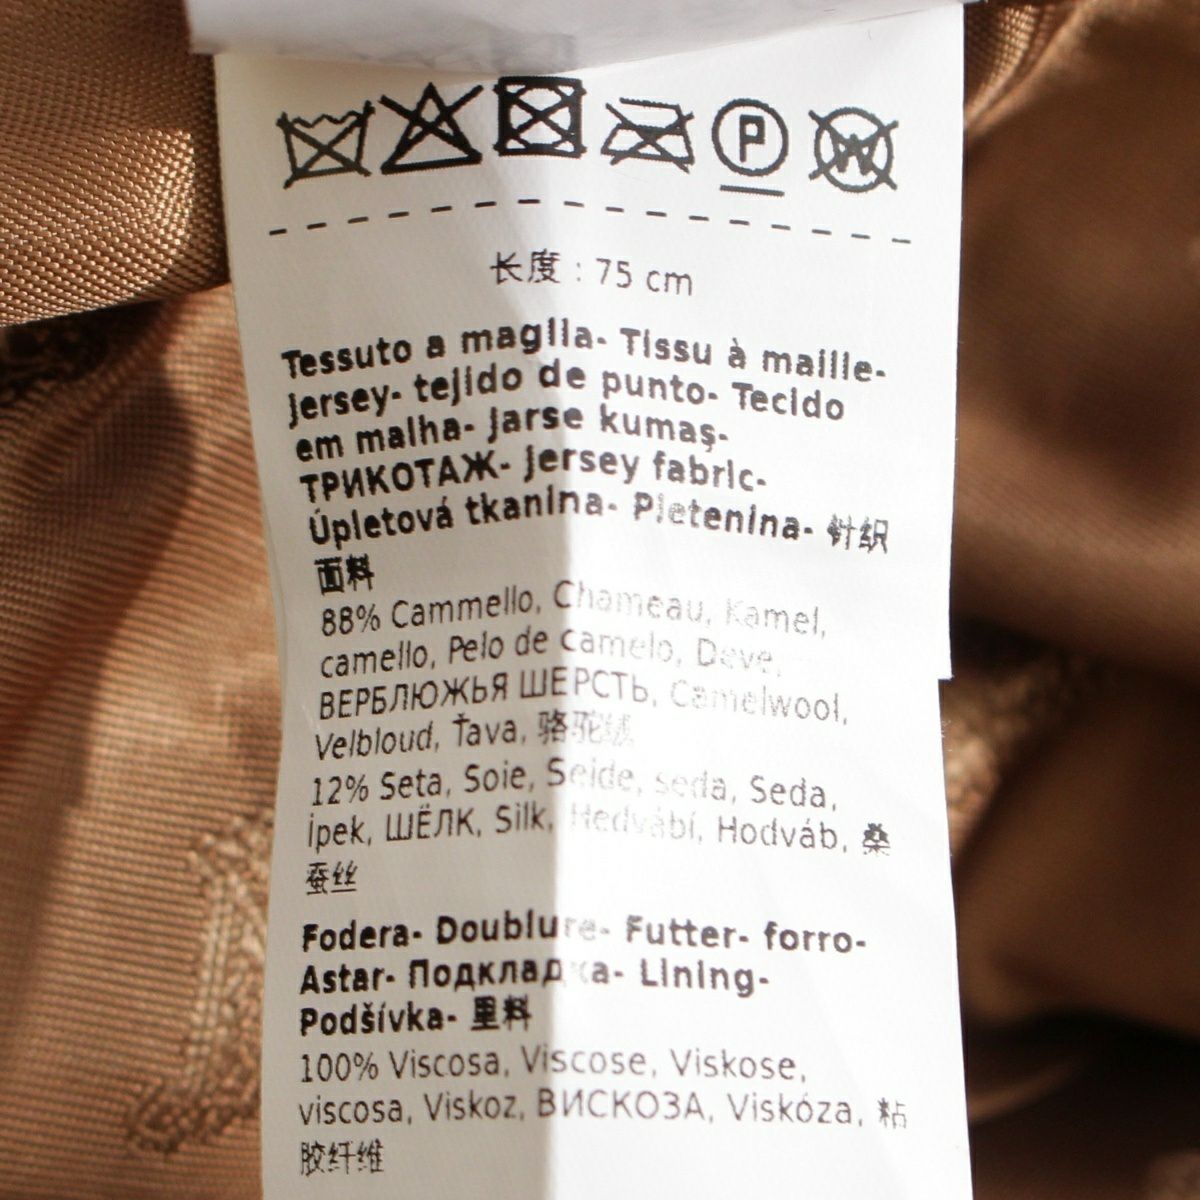 P
W
长度 : 75 cm
Tessuto a maglia- Tissu à maille-
Jersey- tejido de punto- Tecido
em malha- Jarse kumaş-
ТРИКОТАЖ- Jersey fabric-
Úpletová tkanina- Pletenina- 针织
面料
88% Cammello, Chameau, Kamel,
camello, Pelo de camelo, Deve,
ВЕРБЛЮЖЬЯ ШЕРСТЬ, Camelwool,
Velbloud, Ťava, 骆驼绒
12% Seta, Soie, Seide, seda, Seda,
İpek, ШЁЛК, Silk, Hedvábí, Hodváb, 桑
蚕丝
Fodera- Doublure- Futter- forro-
Astar- Подкладка- Lining-
Podšívka- 里料
100% Viscosa, Viscose, Viskose,
viscosa, Viskoz, ВИСКОЗА, Viskóza, 粘
胶纤维